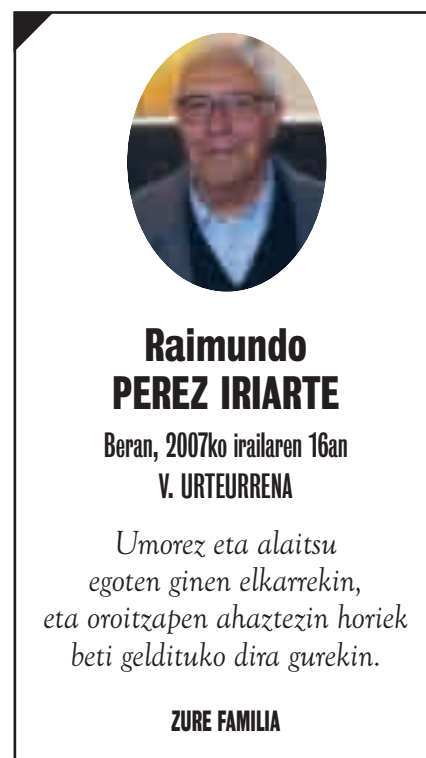 Raimundo
PEREZ IRIARTE
Beran, 2007ko irailaren 16an
V. URTEURRENA
Umorez eta alaitsu
egoten ginen elkarrekin,
eta oroitzapen ahaztezin horiek
beti geldituko dira gurekin.
ZURE FAMILIA